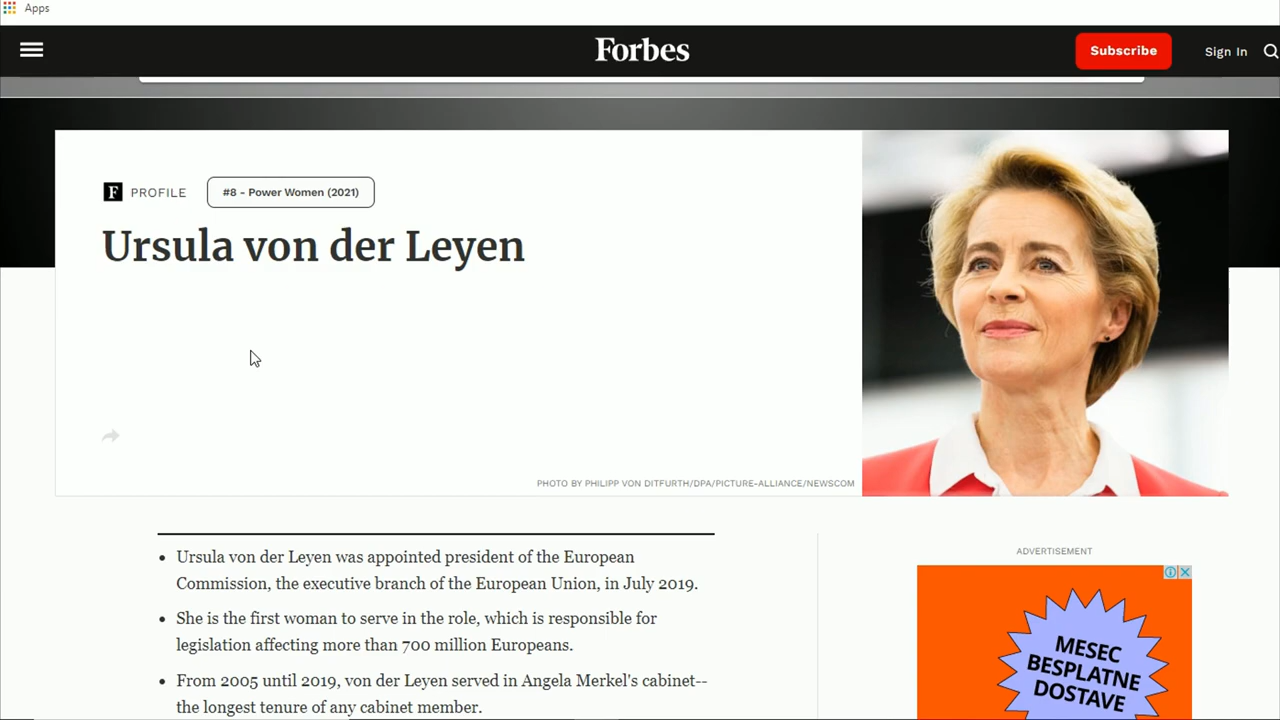 Apps
Forbes
Subscribe
Sign In
F PROFILE
#8 - Power Women (2021)
Ursula von der Leyen
PHOTO BY PHILIPP VON DITFURTH/DPA/PICTURE-ALLIANCE/NEWSCOM
• Ursula von der Leyen was appointed president of the European
Commission, the executive branch of the European Union, in July 2019.
• She is the first woman to serve in the role, which is responsible for
legislation affecting more than 700 million Europeans.
• From 2005 until 2019, von der Leyen served in Angela Merkel's cabinet--
the longest tenure of any cabinet member.
ADVERTISEMENT
MESEC
BESPLATNE
DOSTAVE